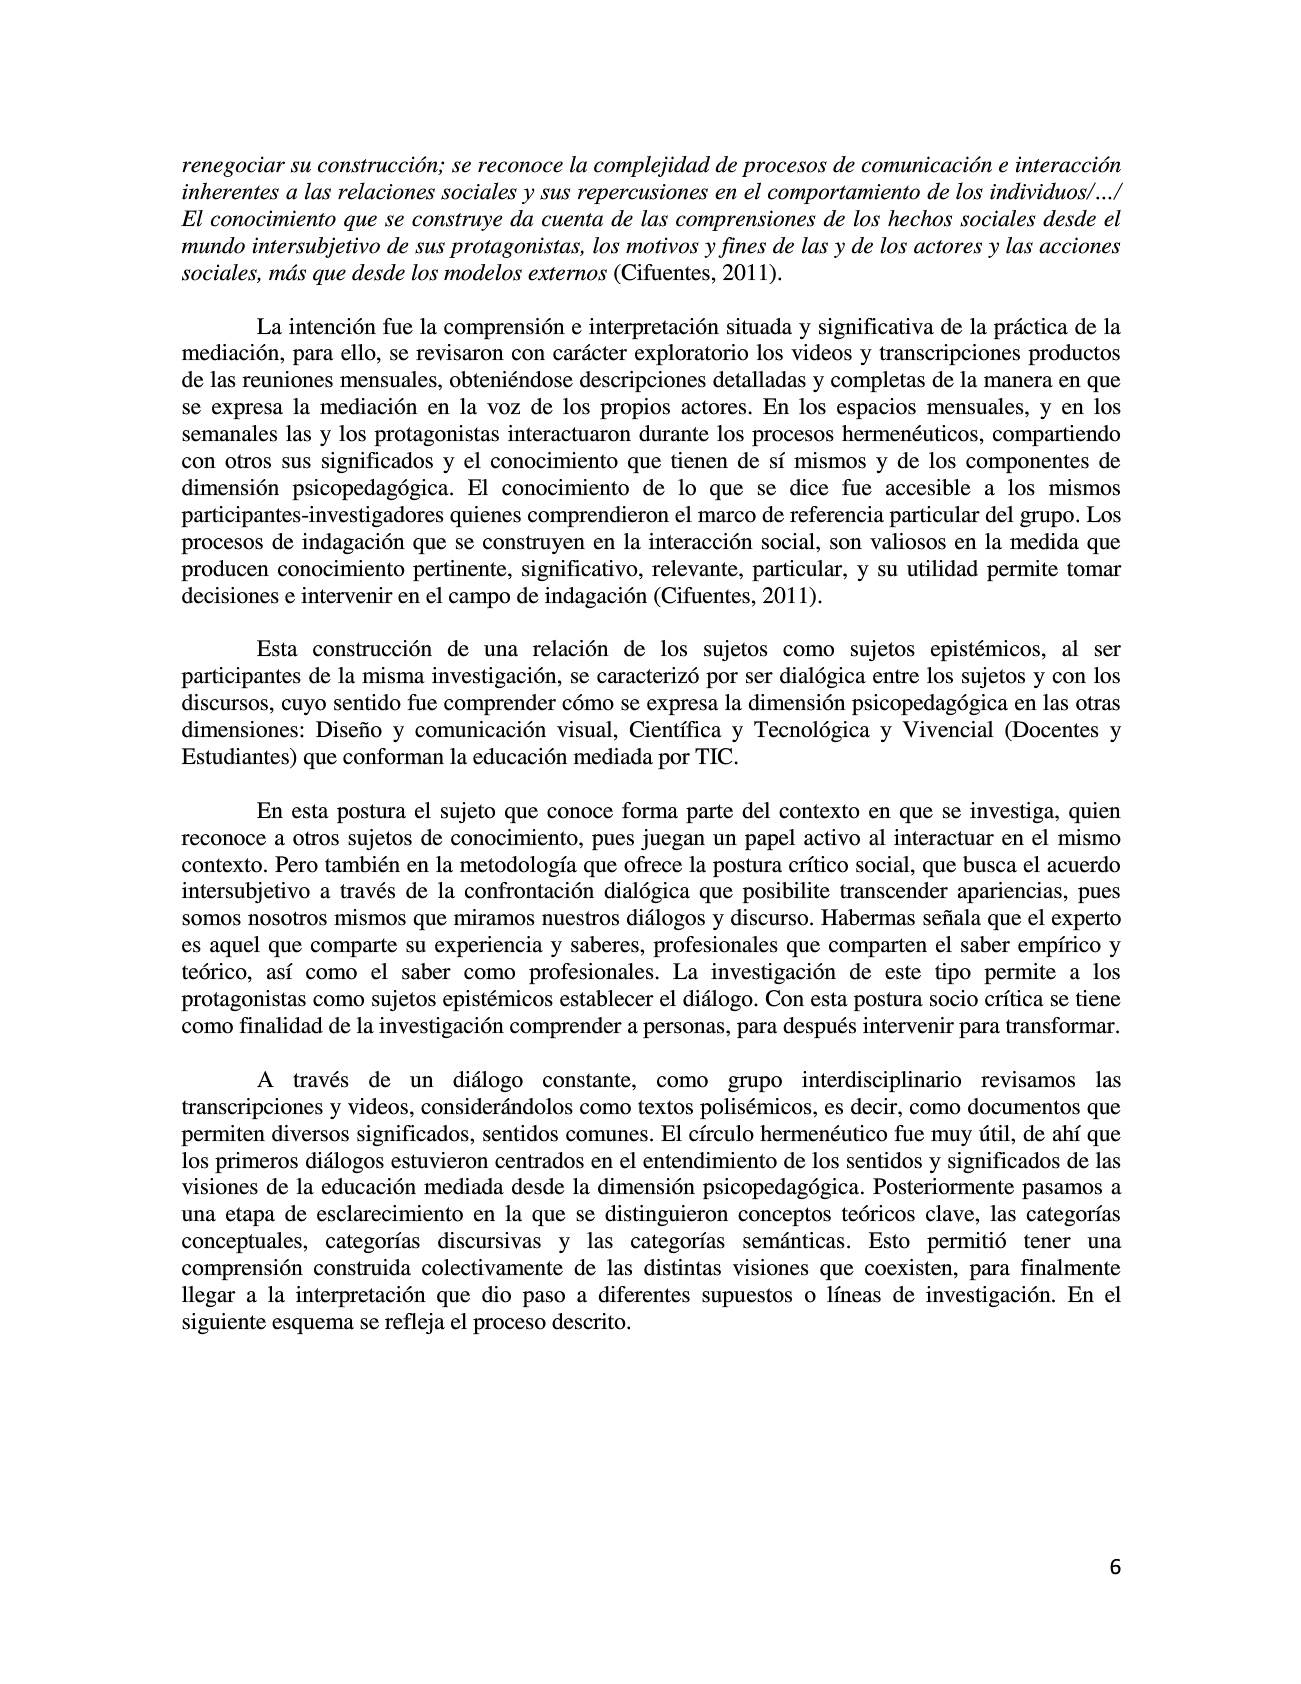 renegociar su construcción; se reconoce la complejidad de procesos de comunicación e interacción
inherentes a las relaciones sociales y sus repercusiones en el comportamiento de los individuos/.../
El conocimiento que se construye da cuenta de las comprensiones de los hechos sociales desde el
mundo intersubjetivo de sus protagonistas, los motivos y fines de las y de los actores y las acciones
sociales, más que desde los modelos externos (Cifuentes, 2011).
La intención fue la comprensión e interpretación situada y significativa de la práctica de la
mediación, para ello, se revisaron con carácter exploratorio los videos y transcripciones productos
de las reuniones mensuales, obteniéndose descripciones detalladas y completas de la manera en que
se expresa la mediación en la voz de los propios actores. En los espacios mensuales, y en los
semanales las y los protagonistas interactuaron durante los procesos hermenéuticos, compartiendo
con otros sus significados y el conocimiento que tienen de sí mismos y de los componentes de
dimensión psicopedagógica. El conocimiento de lo que se dice fue accesible a los mismos
participantes-investigadores quienes comprendieron el marco de referencia particular del grupo. Los
procesos de indagación que se construyen en la interacción social, son valiosos en la medida que
producen conocimiento pertinente, significativo, relevante, particular, y su utilidad permite tomar
decisiones e intervenir en el campo de indagación (Cifuentes, 2011).
Esta construcción de una relación de los sujetos como sujetos epistémicos, al ser
participantes de la misma investigación, se caracterizó por ser dialógica entre los sujetos y con los
discursos, cuyo sentido fue comprender cómo se expresa la dimensión psicopedagógica en las otras
dimensiones: Diseño y comunicación visual, Científica y Tecnológica y Vivencial (Docentes y
Estudiantes) que conforman la educación mediada por TIC.
En esta postura el sujeto que conoce forma parte del contexto en que se investiga, quien
reconoce a otros sujetos de conocimiento, pues juegan un papel activo al interactuar en el mismo
contexto. Pero también en la metodología que ofrece la postura crítico social, que busca el acuerdo
intersubjetivo a través de la confrontación dialógica que posibilite transcender apariencias, pues
somos nosotros mismos que miramos nuestros diálogos y discurso. Habermas señala que el experto
es aquel que comparte su experiencia y saberes, profesionales que comparten el saber empírico y
teórico, así como el saber como profesionales. La investigación de este tipo permite a los
protagonistas como sujetos epistémicos establecer el diálogo. Con esta postura socio crítica se tiene
como finalidad de la investigación comprender a personas, para después intervenir para transformar.
A través de un diálogo constante, como grupo interdisciplinario revisamos las
transcripciones y videos, considerándolos como textos polisémicos, es decir, como documentos que
permiten diversos significados, sentidos comunes. El círculo hermenéutico fue muy útil, de ahí que
los primeros diálogos estuvieron centrados en el entendimiento de los sentidos y significados de las
visiones de la educación mediada desde la dimensión psicopedagógica. Posteriormente pasamos a
una etapa de esclarecimiento en la que se distinguieron conceptos teóricos clave, las categorías
conceptuales, categorías discursivas y las categorías semánticas. Esto permitió tener una
comprensión construida colectivamente de las distintas visiones que coexisten, para finalmente
llegar a la interpretación que dio paso a diferentes supuestos o líneas de investigación. En el
siguiente esquema se refleja el proceso descrito.
6